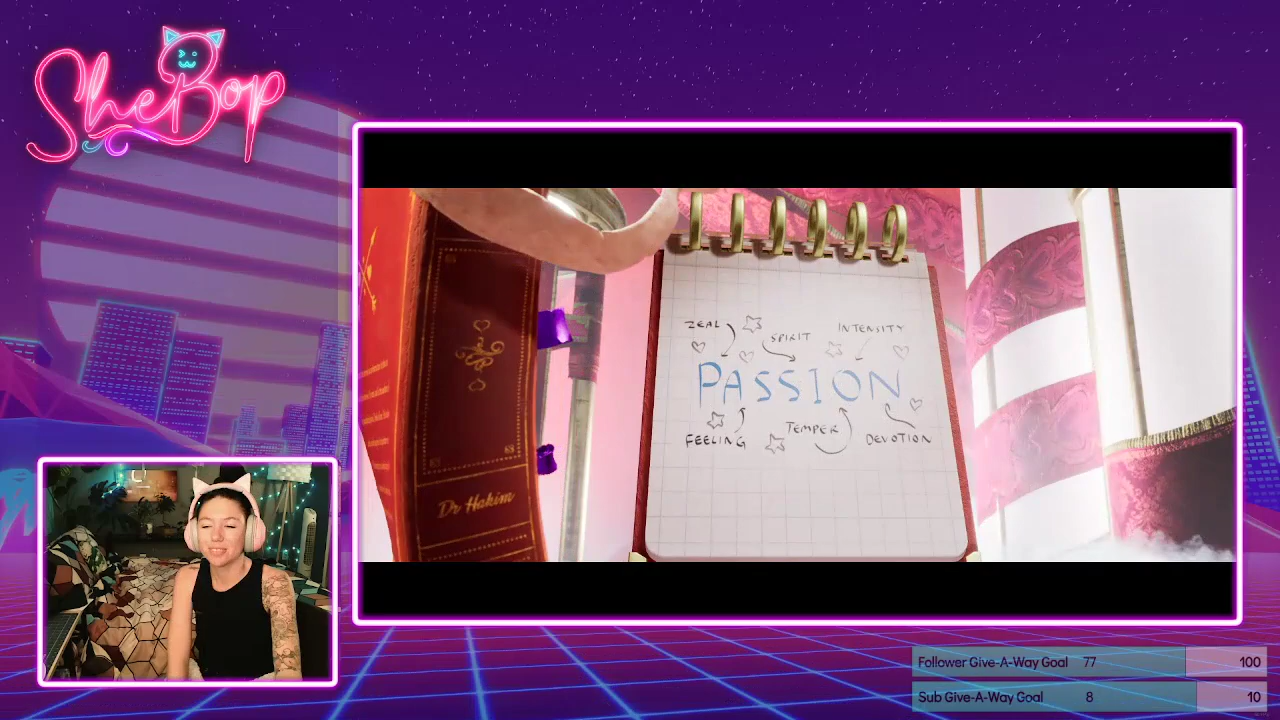 SheBop
ZEAL
SPIRIT
INTENSITY
PASSION
FEELING
TEMPER
DEVOTION
Dr Hakim
Follower Give-A-Way Goal 77 100
Sub Give-A-Way Goal 8 10